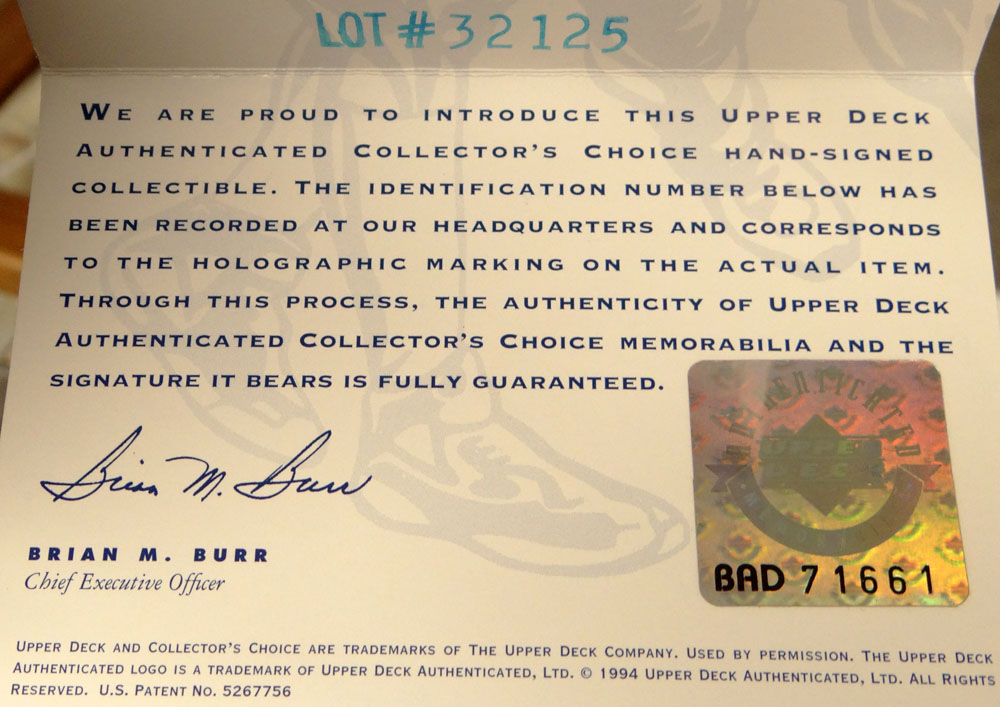 LOT # 32125
WE ARE PROUD TO INTRODUCE THIS UPPER DECK
AUTHENTICATED COLLECTOR'S CHOICE HAND-SIGNED
COLLECTIBLE. THE IDENTIFICATION NUMBER BELOW HAS
BEEN RECORDED AT OUR HEADQUARTERS AND CORRESPONDS
TO THE HOLOGRAPHIC MARKING ON THE ACTUAL ITEM.
THROUGH THIS PROCESS, THE AUTHENTICITY OF UPPER DECK
AUTHENTICATED COLLECTOR'S CHOICE MEMORABILIA AND THE
SIGNATURE IT BEARS IS FULLY GUARANTEED.
Brian M. Burr
BRIAN M. BURR
Chief Executive Officer
AUTHENTICATED
UPPER
DECK
BAD 71661
UPPER DECK AND COLLECTOR'S CHOICE ARE TRADEMARKS OF THE UPPER DECK COMPANY. USED BY PERMISSION. THE UPPER DECK
AUTHENTICATED LOGO IS A TRADEMARK OF UPPER DECK AUTHENTICATED, LTD. © 1994 UPPER DECK AUTHENTICATED, LTD. ALL RIGHTS
RESERVED. U.S. PATENT NO. 5267756